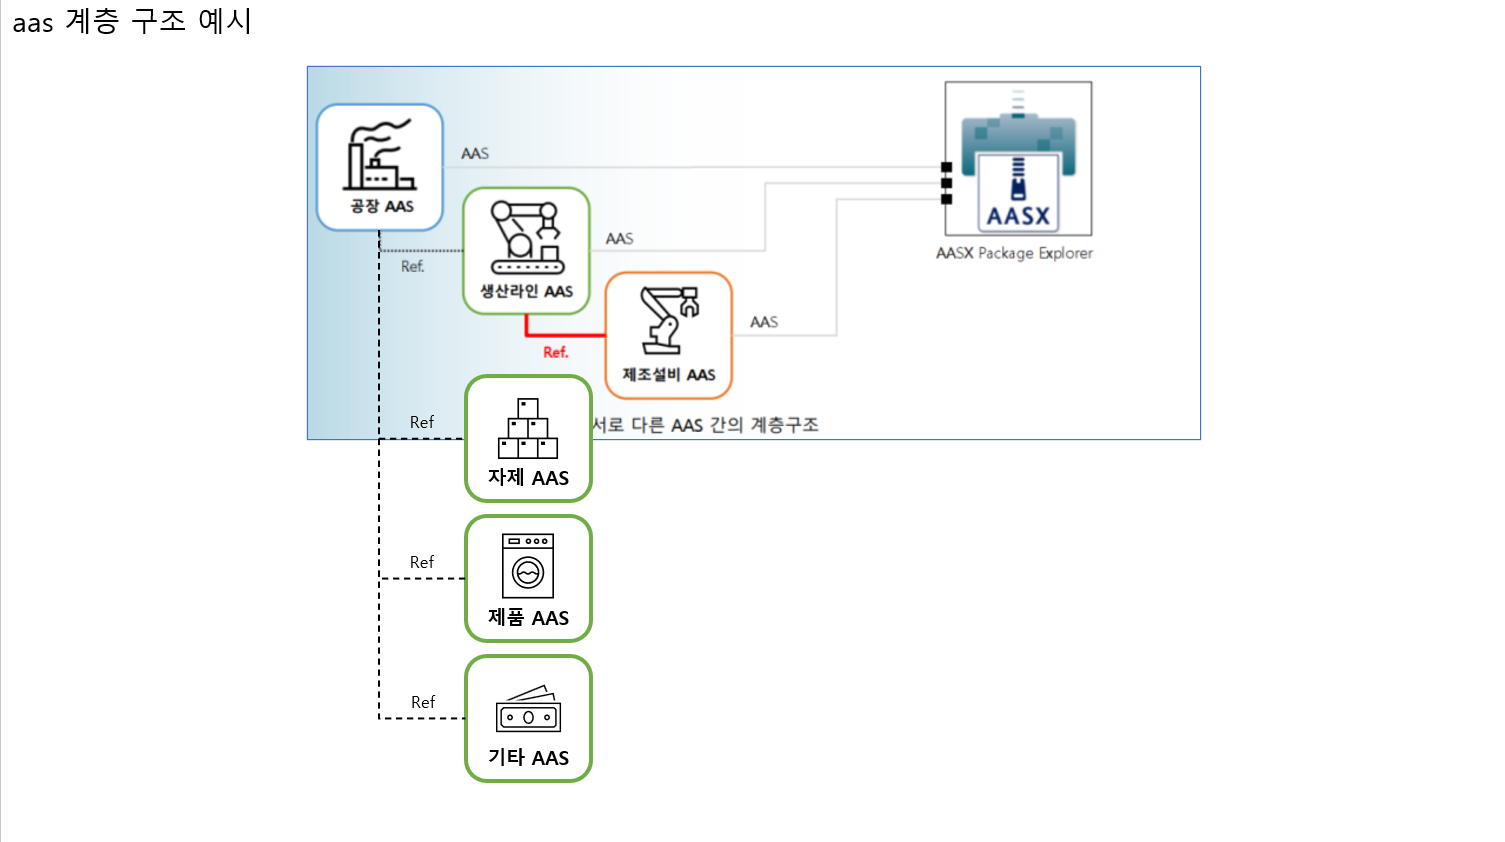 aas 계층 구조 예시
공장 AAS
AAS
AASX
AASX Package Explorer
Ref.
생산라인 AAS
AAS
Ref.
제조설비 AAS
AAS
서로 다른 AAS 간의 계층구조
Ref
자제 AAS
Ref
제품 AAS
Ref
기타 AAS